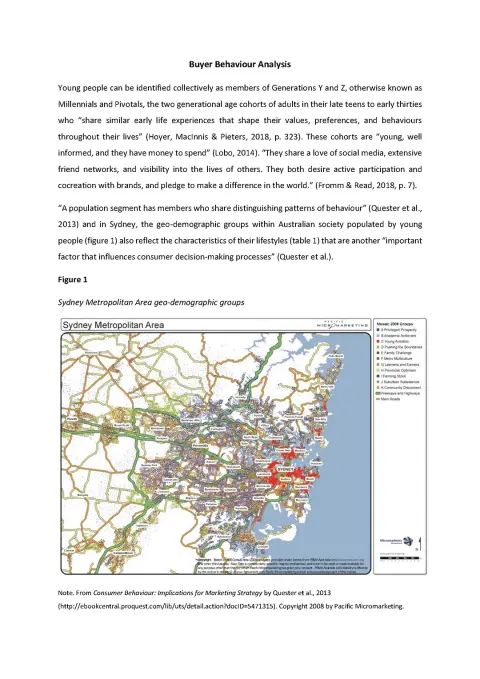 Buyer Behaviour Analysis
Young people can be identified collectively as members of Generations Y and Z, otherwise known as
Millennials and Pivotals, the two generational age cohorts of adults in their late teens to early thirties
who “share similar early life experiences that shape their values, preferences, and behaviours
throughout their lives” (Hoyer, MacInnis & Pieters, 2018, p. 323). These cohorts are “young, well
informed, and they have money to spend” (Lobo, 2014). “They share a love of social media, extensive
friend networks, and visibility into the lives of others. They both desire active participation and
cocreation with brands, and pledge to make a difference in the world.” (Fromm & Read, 2018, p. 7).
“A population segment has members who share distinguishing patterns of behaviour” (Quester et al.,
2013) and in Sydney, the geo-demographic groups within Australian society populated by young
people (figure 1) also reflect the characteristics of their lifestyles (table 1) that are another “important
factor that influences consumer decision-making processes” (Quester et al.).
Figure 1
Sydney Metropolitan Area geo-demographic groups
Sydney Metropolitan Area
PACIFIC
MICROMARKETING
Mosaic 2008 Groups
A Privileged Prosperity
B Academic Achievers
C Young Ambition
D Pushing the Boundaries
E Family Challenge
F Metro Multiculture
G Learners and Earners
H Provincial Optimism
I Farming Stock
J Suburban Subsistence
K Community Disconnect
Freeways and Highways
Main Roads
SYDNEY
Note. From Consumer Behaviour: Implications for Marketing Strategy by Quester et al., 2013
(http://ebookcentral.proquest.com/lib/uts/detail.action?docID=5471315). Copyright 2008 by Pacific Micromarketing.